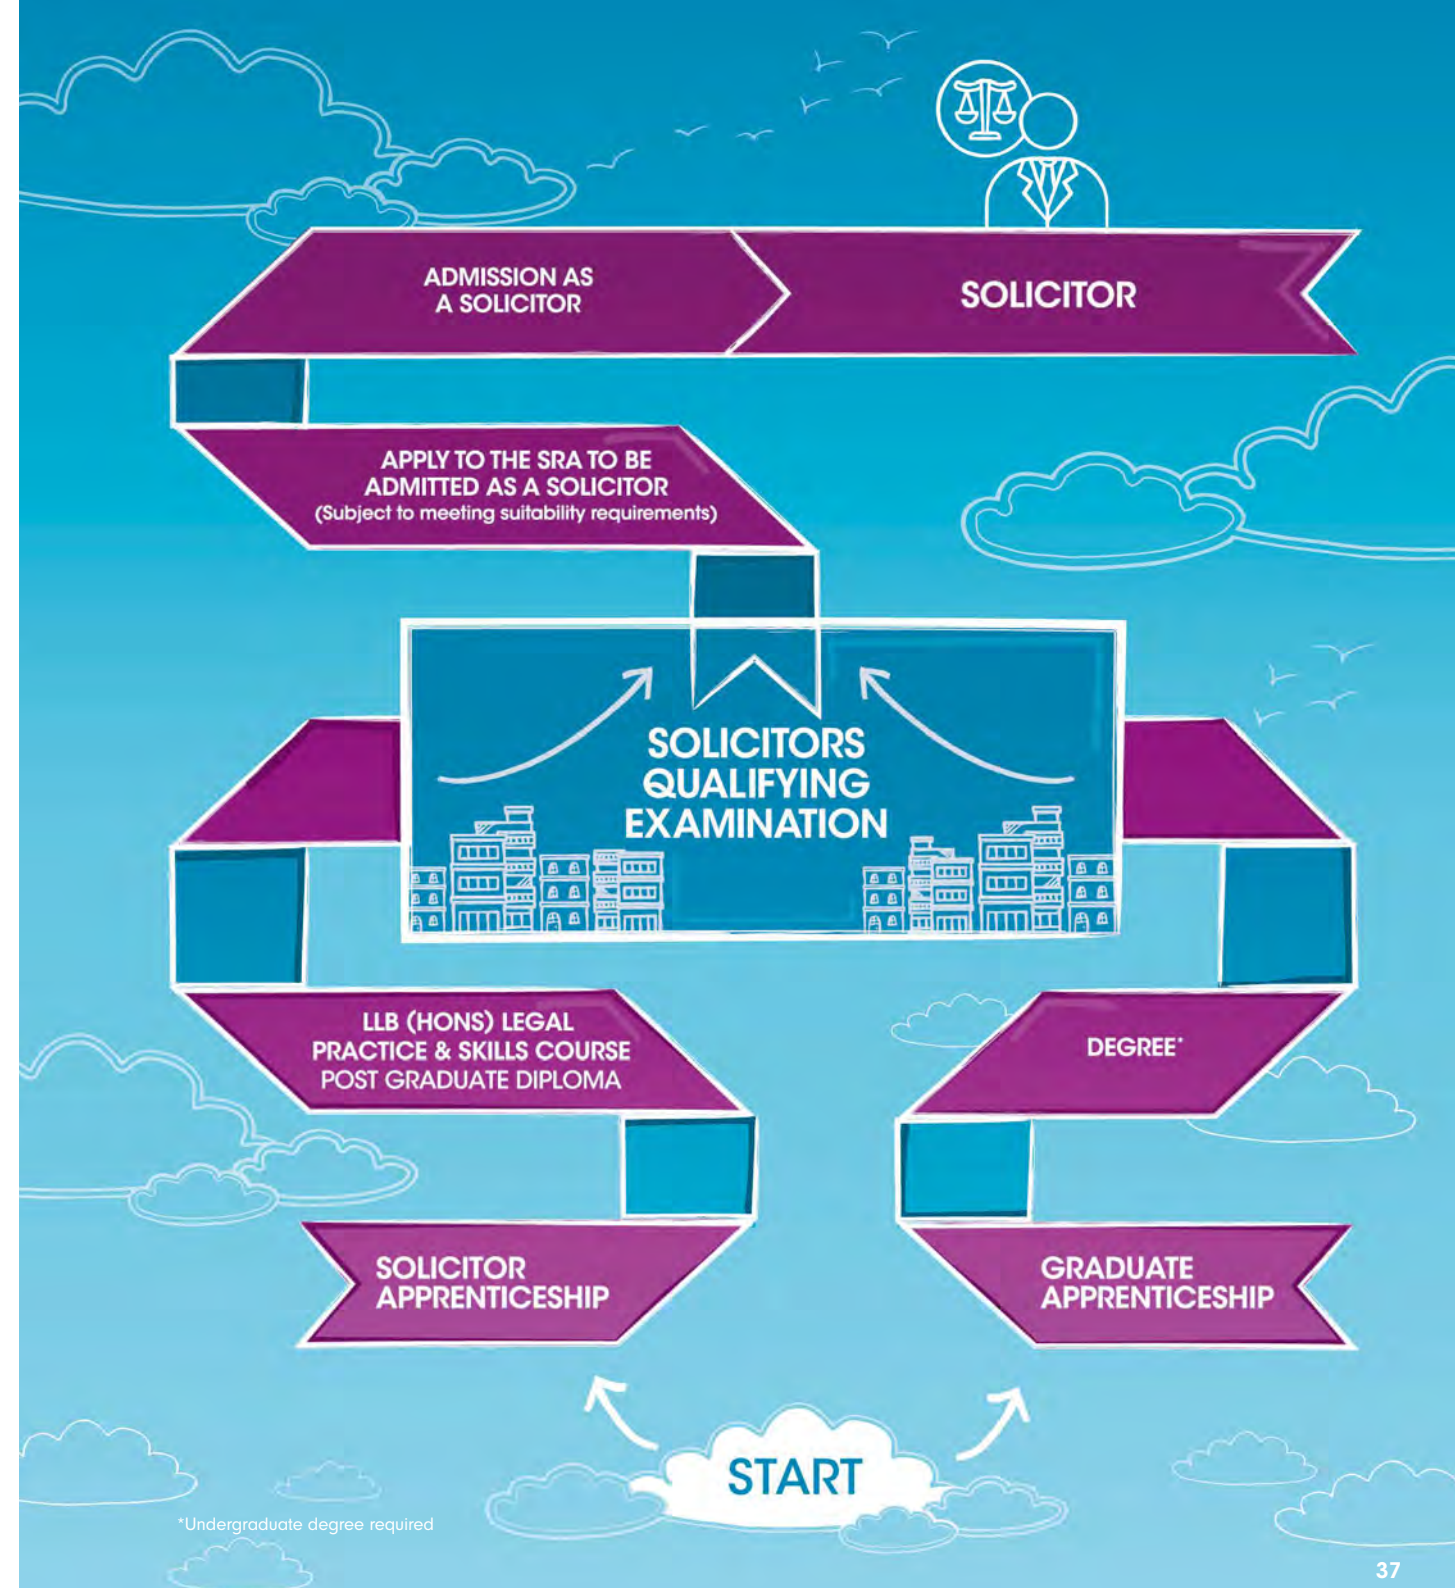 ADMISSION AS
A SOLICITOR
SOLICITOR
APPLY TO THE SRA TO BE
ADMITTED AS A SOLICITOR
(Subject to meeting suitability requirements)
SOLICITORS
QUALIFYING
EXAMINATION
LLB (HONS) LEGAL
PRACTICE & SKILLS COURSE
POST GRADUATE DIPLOMA
DEGREE*
SOLICITOR
APPRENTICESHIP
GRADUATE
APPRENTICESHIP
START
*Undergraduate degree required
37